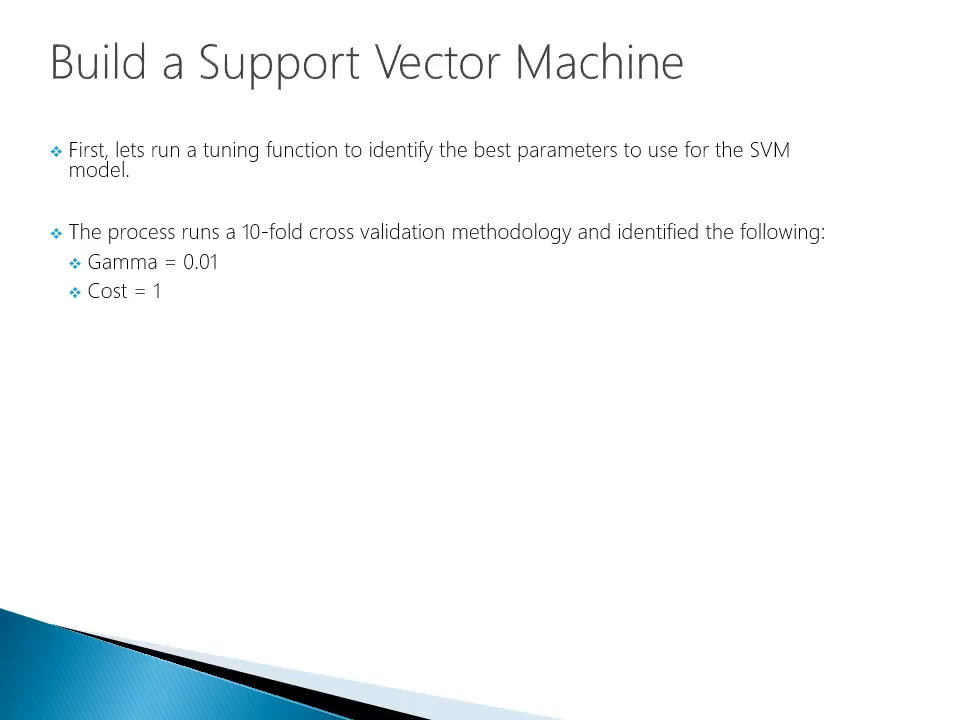 Build a Support Vector Machine
First, lets run a tuning function to identify the best parameters to use for the SVM
model.
The process runs a 10-fold cross validation methodology and identified the following:
Gamma = 0.01
Cost = 1